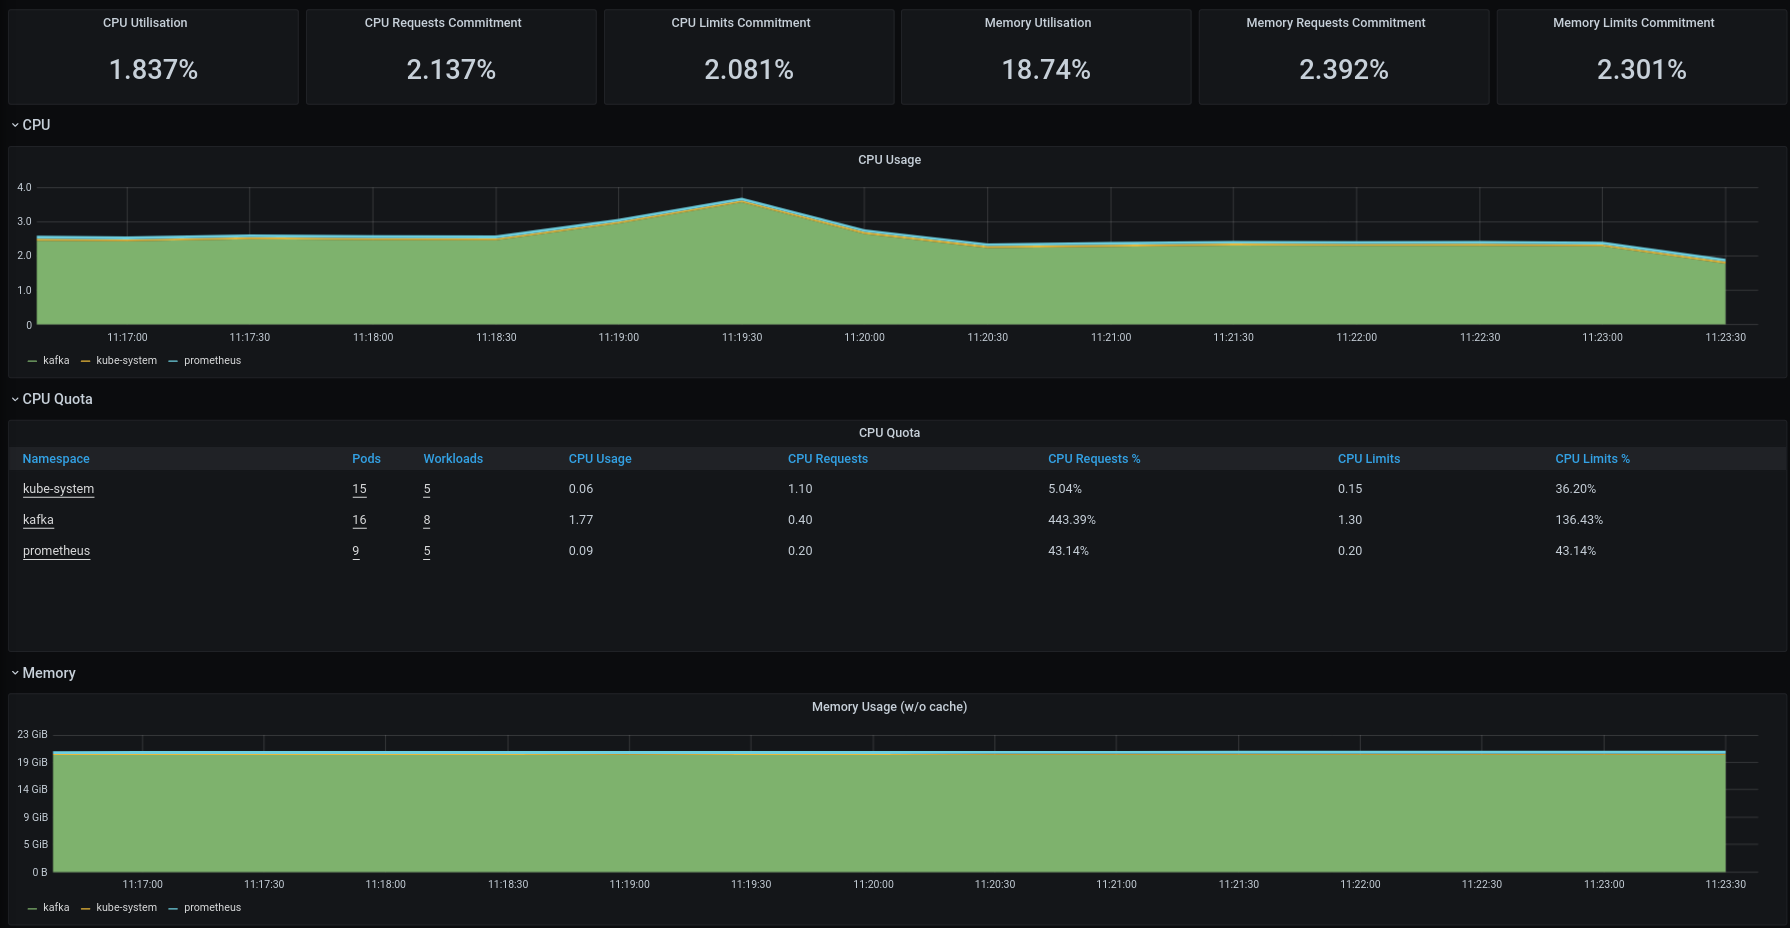 CPU Utilisation CPU Requests Commitment CPU Limits Commitment Memory Utilisation Memory Requests Commitment Memory Limits Commitment
1.837% 2.137% 2.081% 18.74% 2.392% 2.301%
CPU
CPU Usage
4.0
3.0
2.0
1.0
0
11:17:00 11:17:30 11:18:00 11:18:30 11:19:00 11:19:30 11:20:00 11:20:30 11:21:00 11:21:30 11:22:00 11:22:30 11:23:00 11:23:30
kafka kube-system prometheus
CPU Quota
CPU Quota
Namespace Pods Workloads CPU Usage CPU Requests CPU Requests % CPU Limits CPU Limits %
kube-system 15 5 0.06 1.10 5.04% 0.15 36.20%
kafka 16 8 1.77 0.40 443.39% 1.30 136.43%
prometheus 9 5 0.09 0.20 43.14% 0.20 43.14%
Memory
Memory Usage (w/o cache)
23 GiB
19 GiB
14 GiB
9 GiB
5 GiB
0 B
11:17:00 11:17:30 11:18:00 11:18:30 11:19:00 11:19:30 11:20:00 11:20:30 11:21:00 11:21:30 11:22:00 11:22:30 11:23:00 11:23:30
kafka kube-system prometheus